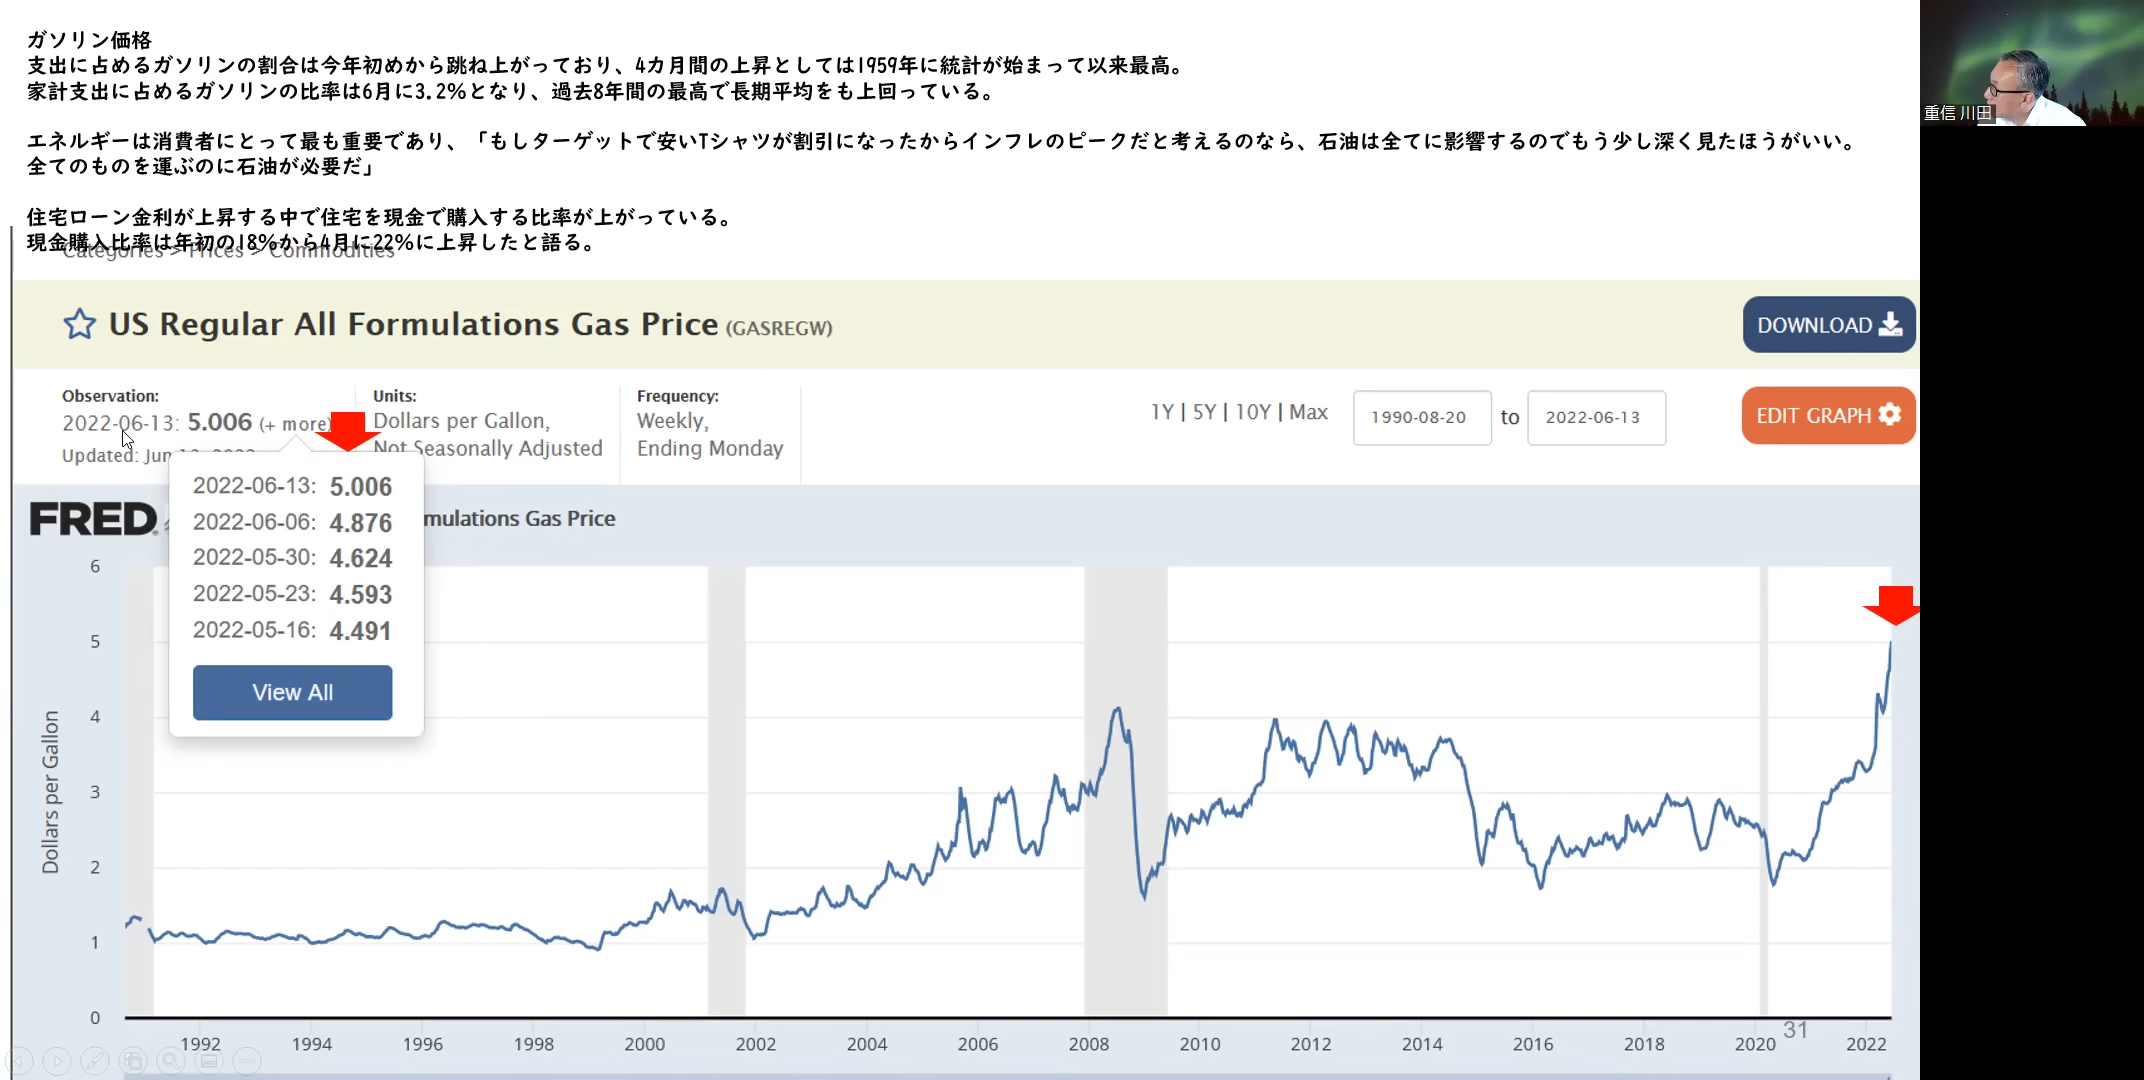 ガソリン価格
支出に占めるガソリンの割合は今年初めから跳ね上がっており、4カ月間の上昇としては1959年に統計が始まって以来最高。
家計支出に占めるガソリンの比率は6月に3.2%となり、過去8年間の最高で長期平均をも上回っている。
エネルギーは消費者にとって最も重要であり、「もしターゲットで安いTシャツが割引になったからインフレのピークだと考えるのなら、石油は全てに影響するのでもう少し深く見たほうがいい。
全てのものを運ぶのに石油が必要だ」
住宅ローン金利が上昇する中で住宅を現金で購入する比率が上がっている。
現金購入比率は年初の18%から4月に22%に上昇したと語る。
重信 川田
Categories > Prices > Commodities
US Regular All Formulations Gas Price (GASREGW)
DOWNLOAD
Observation:
2022-06-13: 5.006 (+ more)
Updated: Jun
Units:
Dollars per Gallon,
Not Seasonally Adjusted
Frequency:
Weekly,
Ending Monday
1Y | 5Y | 10Y | Max
1990-08-20 to 2022-06-13
EDIT GRAPH
2022-06-13: 5.006
2022-06-06: 4.876
2022-05-30: 4.624
2022-05-23: 4.593
2022-05-16: 4.491
View All
FRED
mulations Gas Price
Dollars per Gallon
6
5
4
3
2
1
0
1992 1994 1996 1998 2000 2002 2004 2006 2008 2010 2012 2014 2016 2018 2020 2022
31